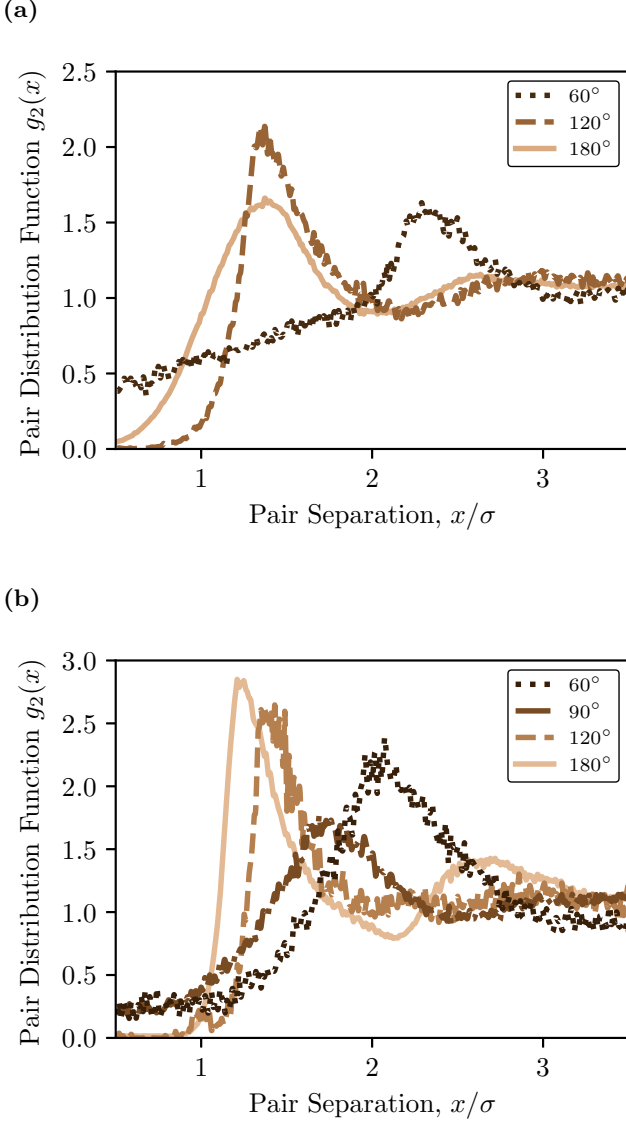 (a)
Pair Distribution Function g₂(x)
2.5
2.0
1.5
1.0
0.5
0.0
60°
120°
180°
1 2 3
Pair Separation, x/σ
(b)
Pair Distribution Function g₂(x)
3.0
2.5
2.0
1.5
1.0
0.5
0.0
60°
90°
120°
180°
1 2 3
Pair Separation, x/σ